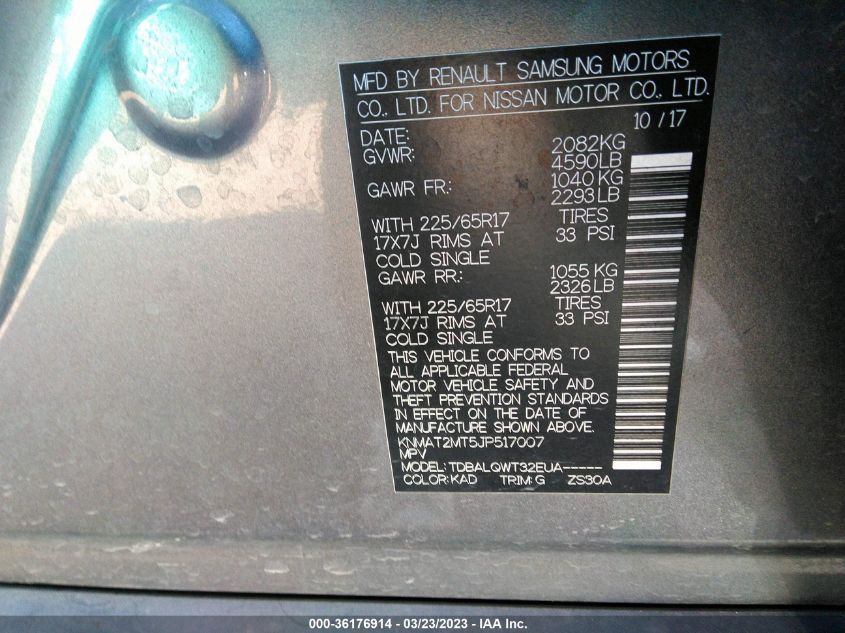 MFD BY RENAULT SAMSUNG MOTORS
CO., LTD. FOR NISSAN MOTOR CO., LTD.
10 / 17
DATE:
GVWR: 2082KG
4590LB
GAWR FR.: 1040 KG
2293 LB
WITH 225/65R17 TIRES
17X7J RIMS AT 33 PSI
COLD SINGLE
GAWR RR.: 1055 KG
2326 LB
WITH 225/65R17 TIRES
17X7J RIMS AT 33 PSI
COLD SINGLE
THIS VEHICLE CONFORMS TO
ALL APPLICABLE FEDERAL
MOTOR VEHICLE SAFETY AND
THEFT PREVENTION STANDARDS
IN EFFECT ON THE DATE OF
MANUFACTURE SHOWN ABOVE.
KNMAT2MT5JP517007
MPV
MODEL: TDBALQWT32EUA-----
COLOR: KAD TRIM: G ZS30A
000-36176914 — 03/23/2023 — IAA Inc.